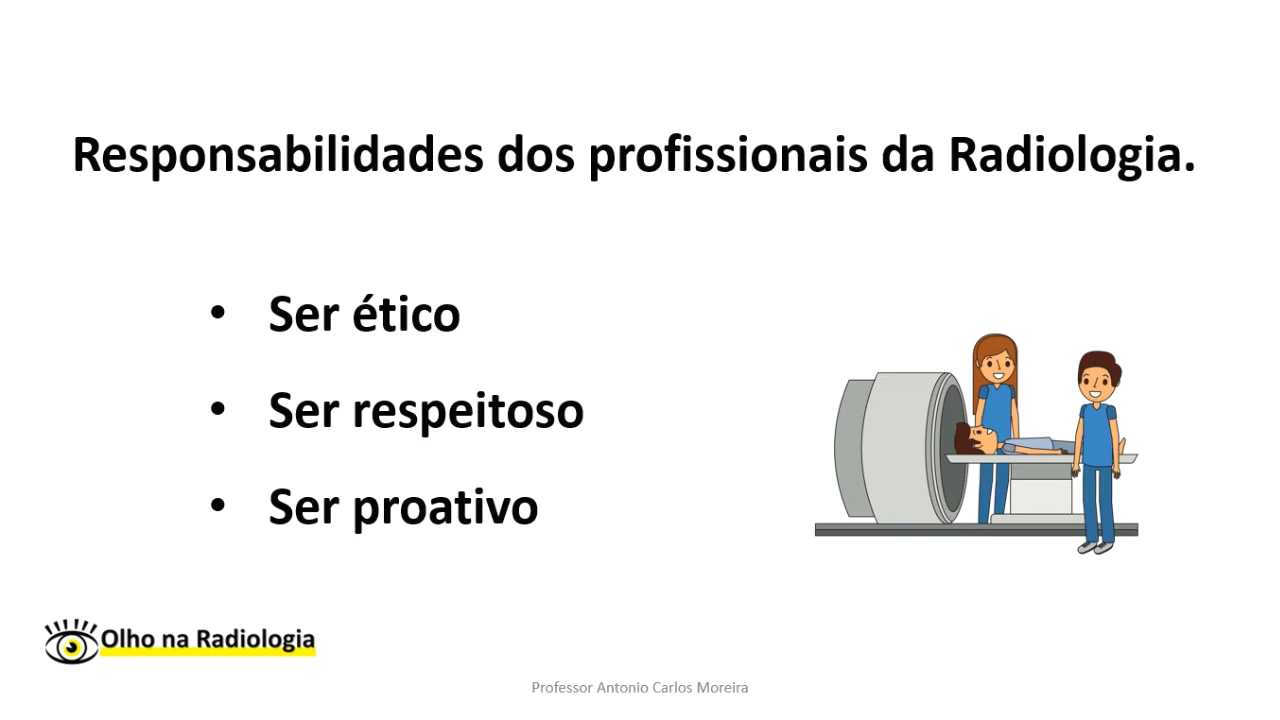 Responsabilidades dos profissionais da Radiologia.
• Ser ético
• Ser respeitoso
• Ser proativo
Olho na Radiologia
Professor Antonio Carlos Moreira